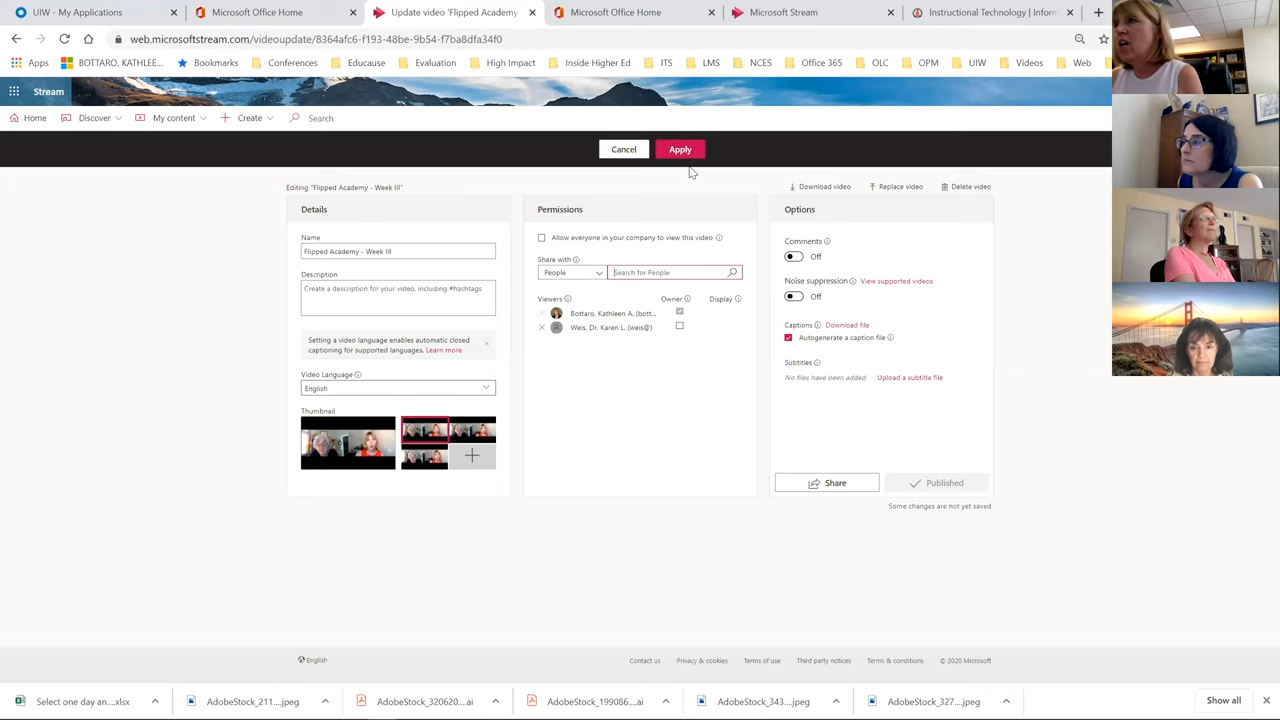 UIW - My Applications
Microsoft Office Home
Update video 'Flipped Academy
Microsoft Office Home
Microsoft Stream
Instructional Technology | Inform
web.microsoftstream.com/videoupdate/8364afc6-f193-48be-9b54-f7ba8dfa34f0
Apps
BOTTARO, KATHLEE...
Bookmarks
Conferences
Educause
Evaluation
High Impact
Inside Higher Ed
ITS
LMS
NCES
Office 365
OLC
OPM
UIW
Videos
Web
Stream
Home
Discover
My content
Create
Search
Cancel
Apply
Editing "Flipped Academy - Week III"
Download video
Replace video
Delete video
Details
Name
Flipped Academy - Week III
Description
Create a description for your video, including #hashtags
Setting a video language enables automatic closed
captioning for supported languages. Learn more
Video Language
English
Thumbnail
Permissions
Allow everyone in your company to view this video
Share with
People
Search for People
Viewers
Owner
Display
Bottaro, Kathleen A. (bott...
Weis. Dr. Karen L. (weis@)
Options
Comments
Off
Noise suppression
View supported videos
Off
Captions
Download file
Autogenerate a caption file
Subtitles
No files have been added
Upload a subtitle file
Share
Published
Some changes are not yet saved
English
Contact us
Privacy & cookies
Terms of use
Third party notices
Terms & conditions
© 2020 Microsoft
Select one day an....xlsx
AdobeStock_211....jpeg
AdobeStock_320620....ai
AdobeStock_199086....ai
AdobeStock_343....jpeg
AdobeStock_327....jpeg
Show all